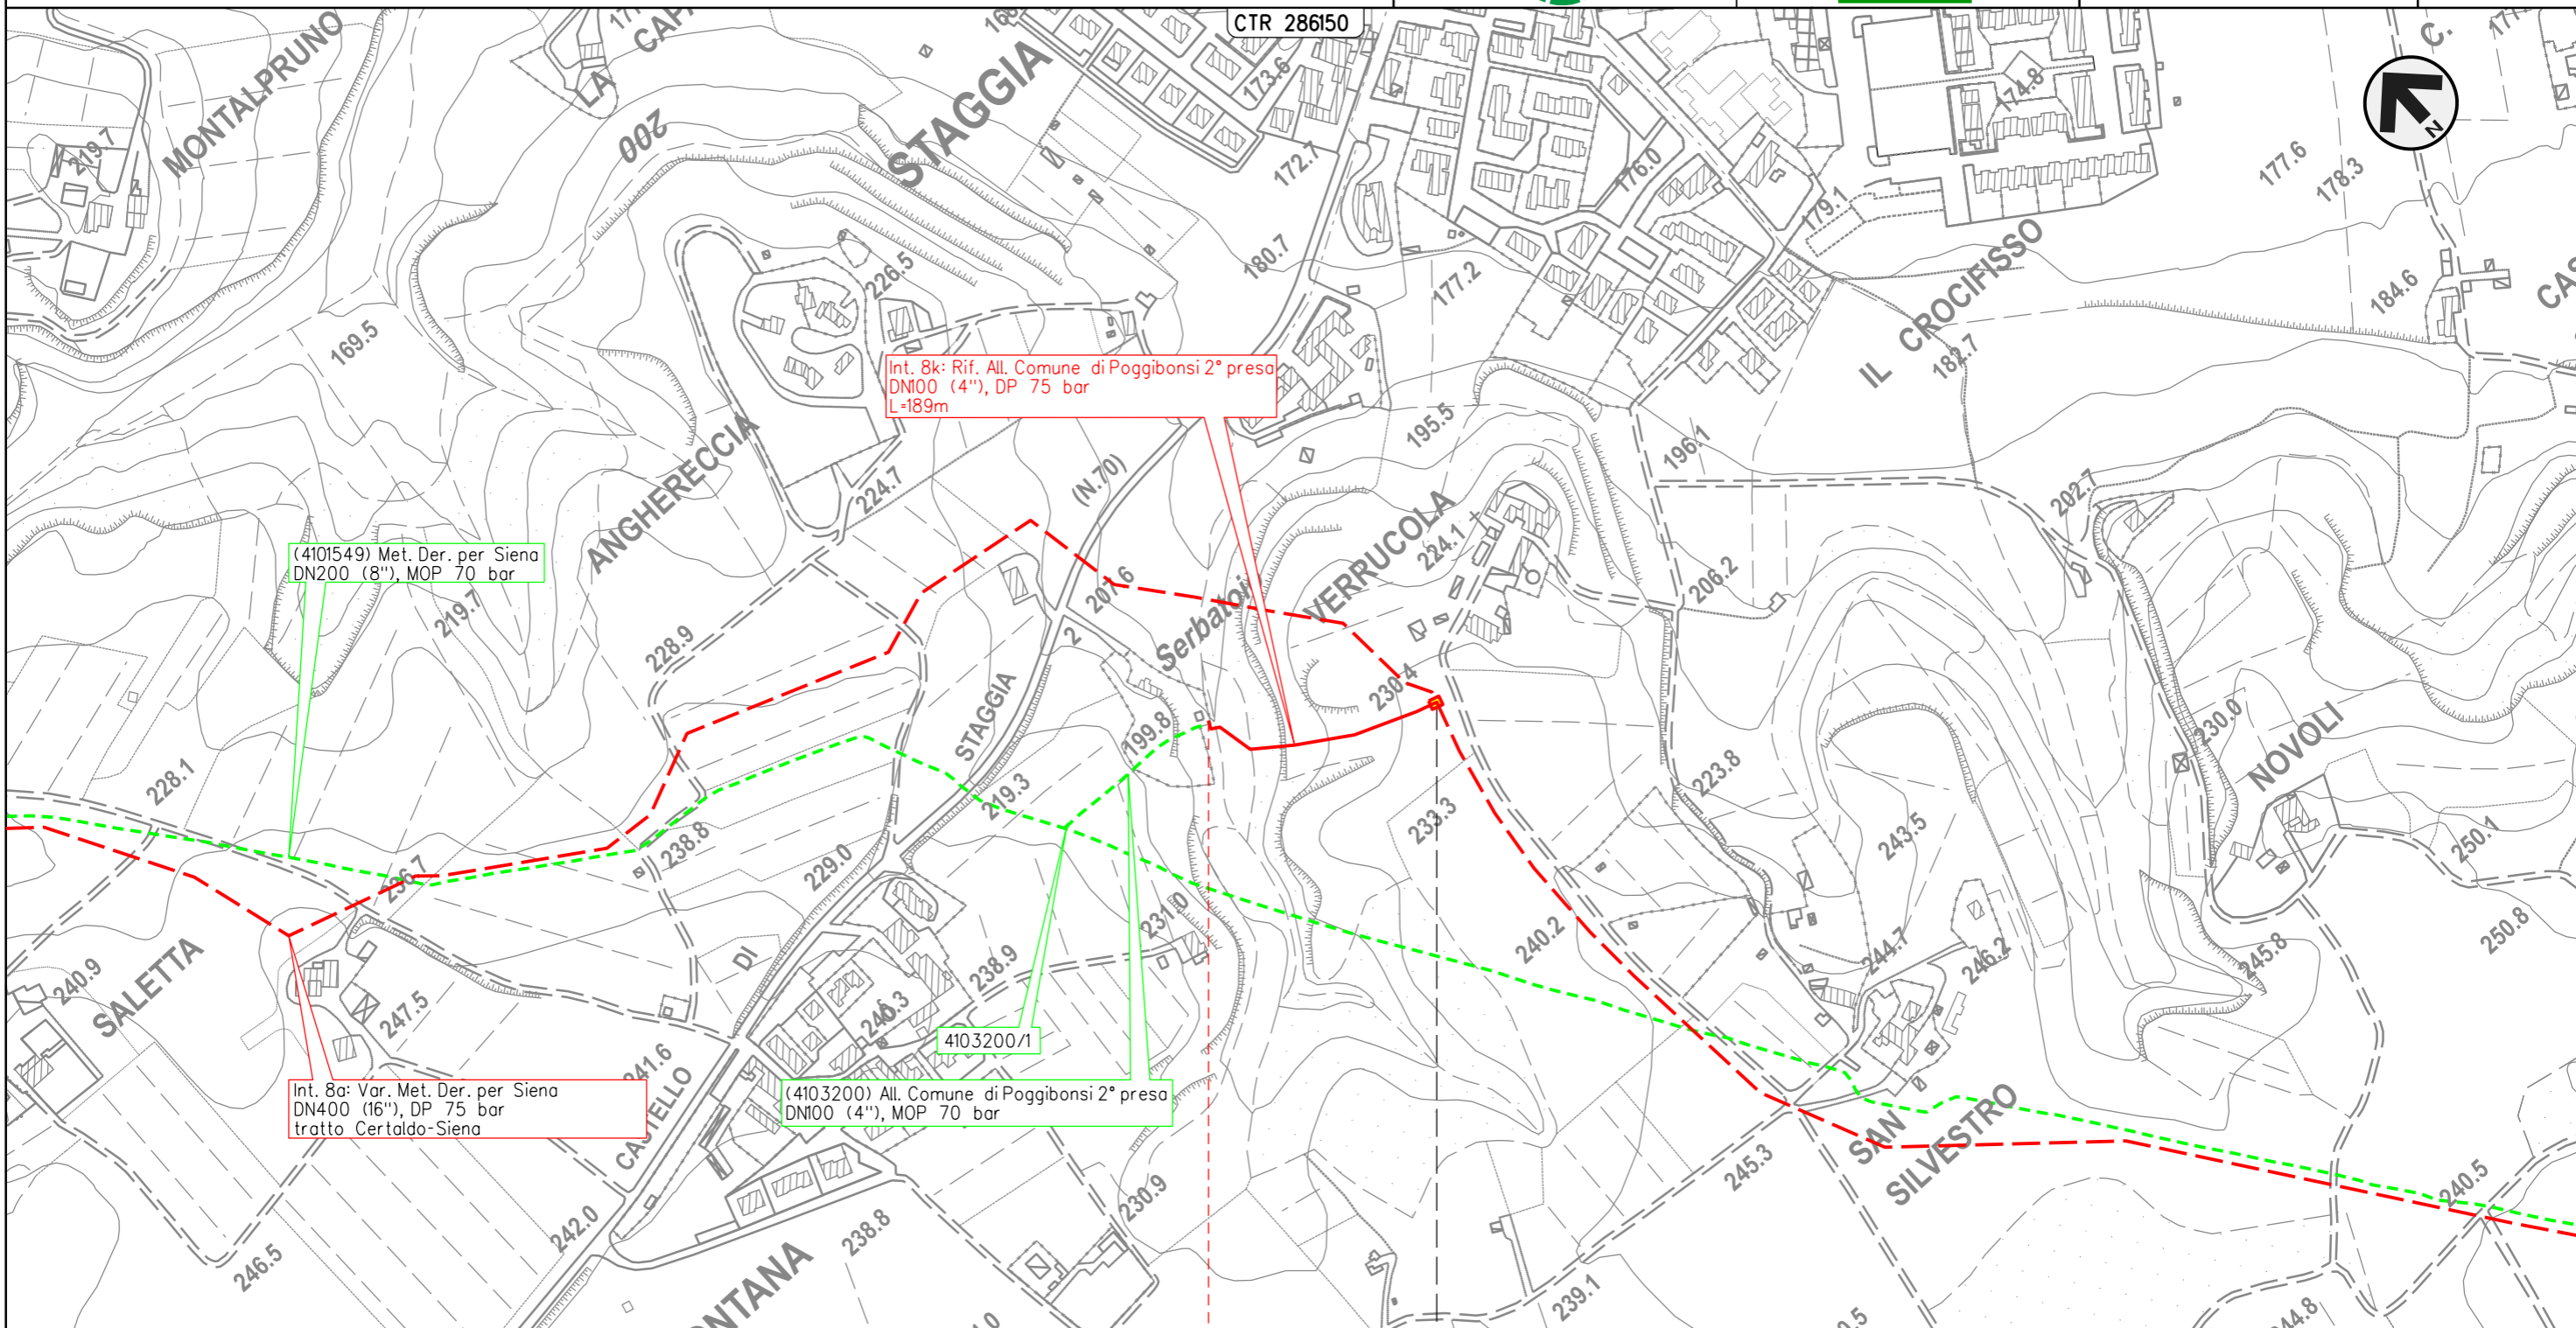 CTR 286150
MONTALPRUNO
LA
STAGGIA
200
219.7
173.6
172.7
174.8
176.0
179.1
177.6
178.3
C.
N
180.7
177.2
226.5
184.6
IL CROCIFISSO
182.7
169.5
Int. 8k: Rif. All. Comune di Poggibonsi 2° presa
DN100 (4"), DP 75 bar
L=189m
195.5
196.1
ANGHERECCIA
224.7
(N.70)
202.7
VERRUCOLA
224.1
(4101549) Met. Der. per Siena
DN200 (8"), MOP 70 bar
219.7
228.9
207.6
206.2
Serbatoi
2
230.4
STAGGIA
199.8
219.3
228.1
238.8
233.3
223.8
243.5
230.0
NOVOLI
250.1
236.7
229.0
231.0
240.2
244.7
246.2
245.8
250.8
240.9
SALETTA
247.5
DI
238.9
240.3
4103200/1
241.6
CASTELLO
Int. 8a: Var. Met. Der. per Siena
DN400 (16"), DP 75 bar
tratto Certaldo-Siena
(4103200) All. Comune di Poggibonsi 2° presa
DN100 (4"), MOP 70 bar
SAN
SILVESTRO
245.3
240.5
230.9
242.0
238.8
246.5
239.1